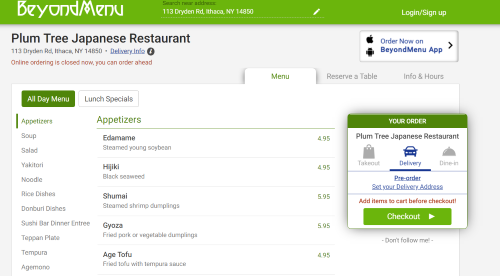 BeyondMenu
Search near address
113 Dryden Rd, Ithaca, NY 14850
Login/Sign up
Plum Tree Japanese Restaurant
113 Dryden Rd, Ithaca, NY 14850 • Delivery Info
Online ordering is closed now, you can order ahead
Order Now on
BeyondMenu App
Menu
Reserve a Table
Info & Hours
All Day Menu
Lunch Specials
Appetizers
Soup
Salad
Yakitori
Noodle
Rice Dishes
Donburi Dishes
Sushi Bar Dinner Entree
Teppan Plate
Tempura
Agemono
Appetizers
Edamame 4.95
Steamed young soybean
Hijiki 4.95
Black seaweed
Shumai 5.95
Steamed shrimp dumplings
Gyoza 5.95
Fried pork or vegetable dumplings
Age Tofu 4.95
Fried tofu with tempura sauce
YOUR ORDER
Plum Tree Japanese Restaurant
Takeout Delivery Dine-in
Pre-order
Set your Delivery Address
Add items to cart before checkout!
Checkout
- Don't follow me! -